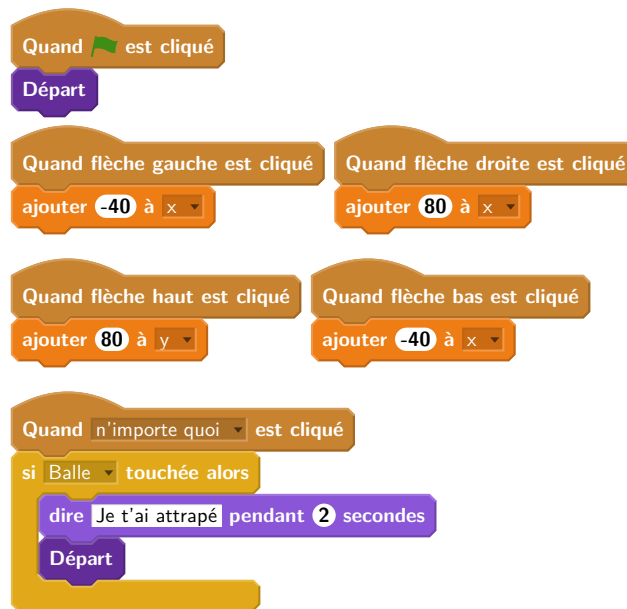 Quand est cliqué
Départ
Quand flèche gauche est cliqué
ajouter -40 à x
Quand flèche droite est cliqué
ajouter 80 à x
Quand flèche haut est cliqué
ajouter 80 à y
Quand flèche bas est cliqué
ajouter -40 à x
Quand n'importe quoi est cliqué
si Balle touchée alors
dire Je t'ai attrapé pendant 2 secondes
Départ